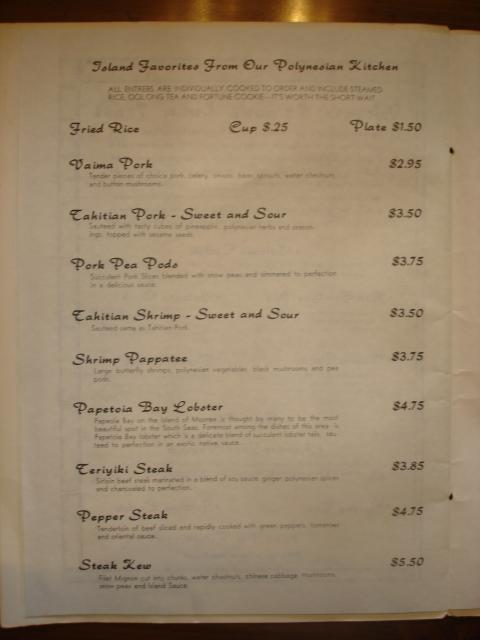 Island Favorites From Our Polynesian Kitchen
ALL ENTREES ARE INDIVIDUALLY COOKED TO ORDER AND INCLUDE STEAMED
RICE, OOLONG TEA AND FORTUNE COOKIE—IT'S WORTH THE SHORT WAIT
Fried Rice Cup $.25 Plate $1.50
Vaima Pork $2.95
Tender pieces of choice pork, celery, onions, bean sprouts, water chestnuts
and button mushrooms.
Tahitian Pork - Sweet and Sour $3.50
Sauteed with tasty cubes of pineapple, polynesian herbs and season-
ings, topped with sesame seeds.
Pork Pea Pods $3.75
Succulent Pork Slices blended with snow peas and simmered to perfection
in a delicious sauce.
Tahitian Shrimp - Sweet and Sour $3.50
Sauteed same as Tahitian Pork.
Shrimp Pappatee $3.75
Large butterfly shrimps, polynesian vegetables, black mushrooms and pea
pods.
Papetoia Bay Lobster $4.75
Papetoia Bay on the Island of Moorea is thought by many to be the most
beautiful spot in the South Seas. Foremost among the dishes of this area is
Papetoia Bay lobster which is a delicate blend of succulent lobster tails, sau-
teed to perfection in an exotic native sauce.
Teriyiki Steak $3.85
Sirloin beef steak marinated in a blend of soy sauce, ginger, polynesian spices
and charcoaled to perfection.
Pepper Steak $4.75
Tenderloin of beef sliced and rapidly cooked with green peppers, tomatoes
and oriental sauce.
Steak Kew $5.50
Filet Mignon cut into chunks, water chestnuts, chinese cabbage, mushrooms,
snow peas and Island Sauce.